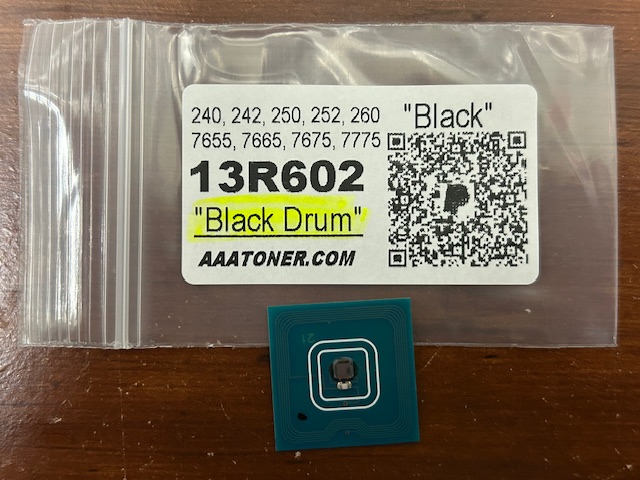 240, 242, 250, 252, 260
"Black"
7655, 7665, 7675, 7775
13R602
"Black Drum"
AAATONER.COM